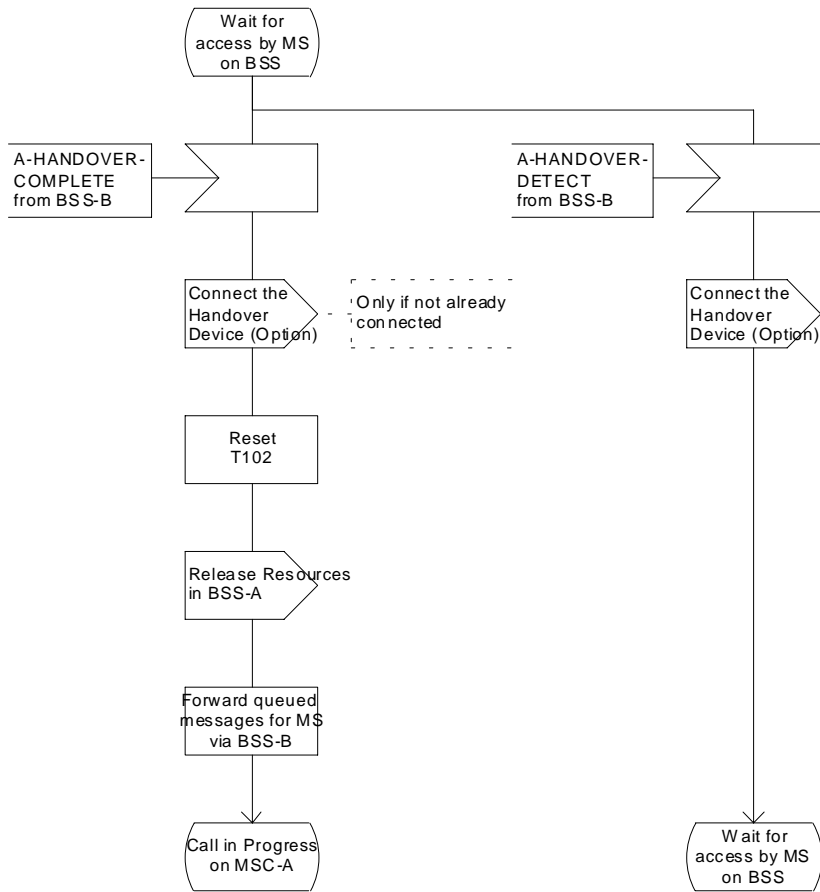 Wait for
access by MS
on BSS
A-HANDOVER-
COMPLETE
from BSS-B
A-HANDOVER-
DETECT
from BSS-B
Connect the
Handover
Device (Option)
Only if not already
connected
Connect the
Handover
Device (Option)
Reset
T102
Release Resources
in BSS-A
Forward queued
messages for MS
via BSS-B
Call in Progress
on MSC-A
Wait for
access by MS
on BSS